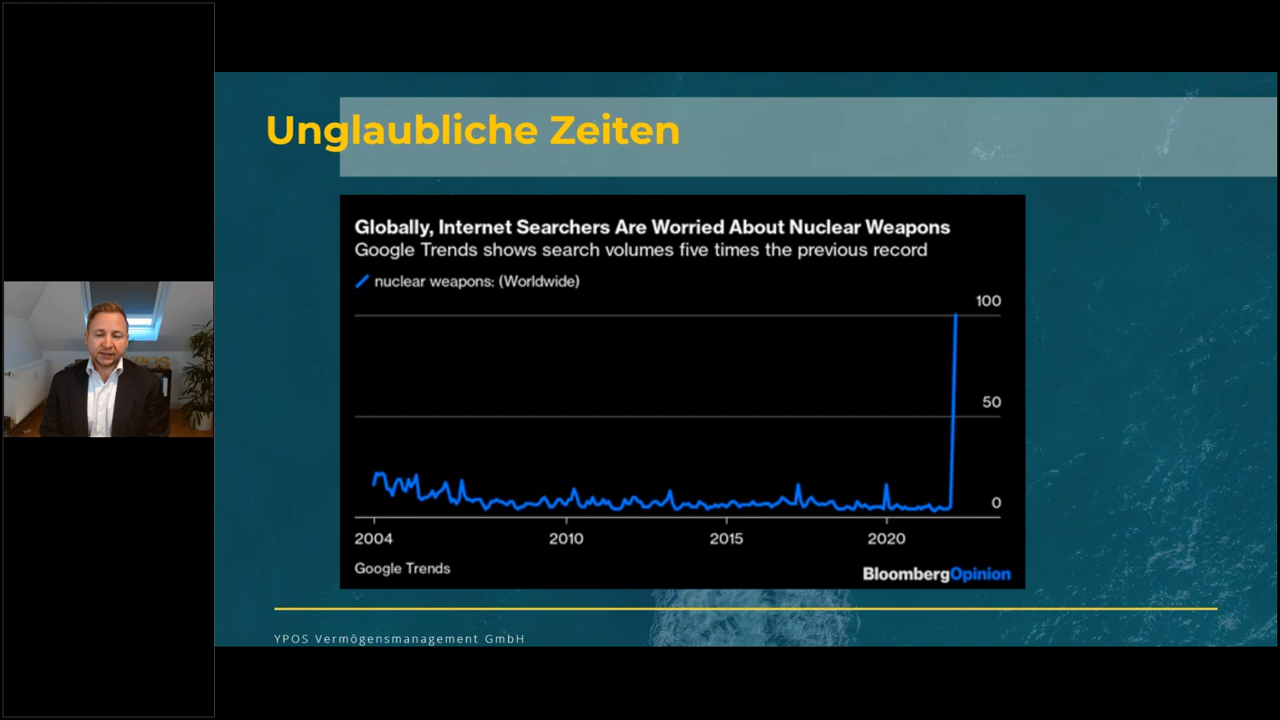 Unglaubliche Zeiten
Globally, Internet Searchers Are Worried About Nuclear Weapons
Google Trends shows search volumes five times the previous record
nuclear weapons: (Worldwide)
100
50
0
2004 2010 2015 2020
Google Trends
BloombergOpinion
YPOS Vermögensmanagement GmbH